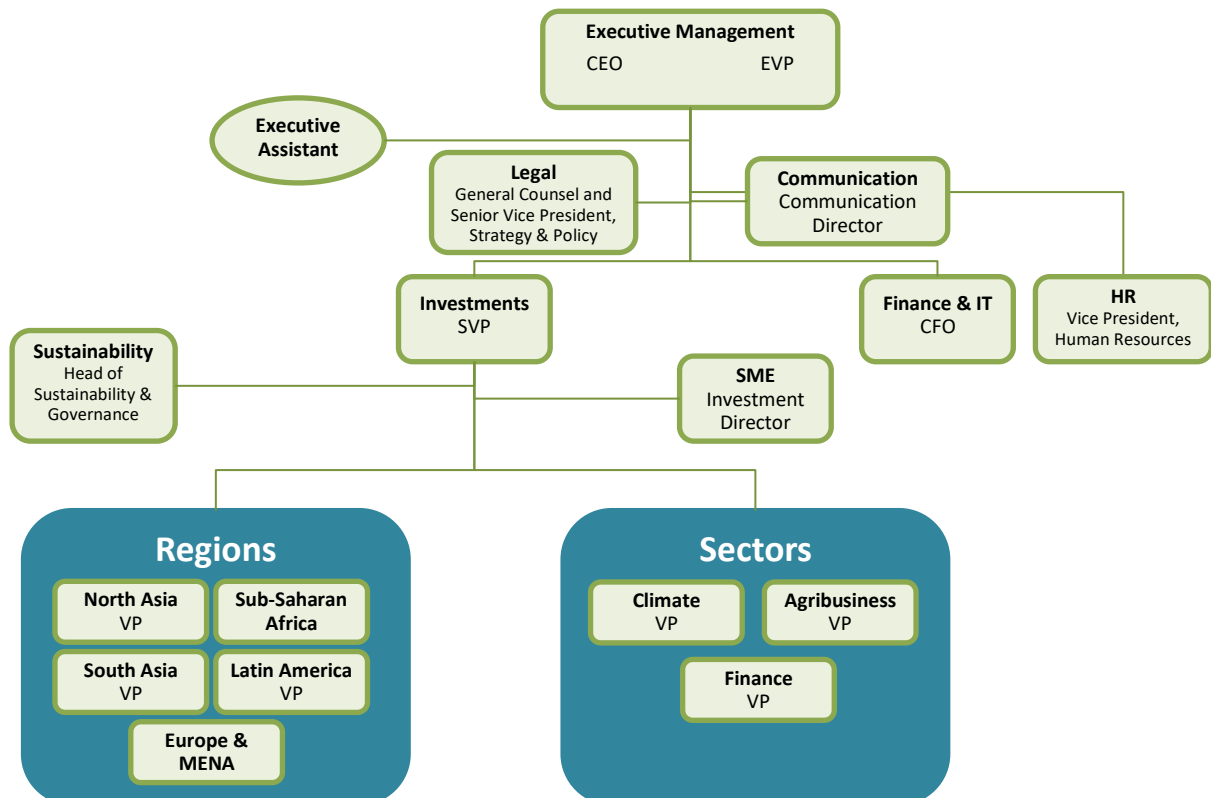 Executive Management
CEO EVP
Executive
Assistant
Legal
General Counsel and
Senior Vice President,
Strategy & Policy
Communication
Communication
Director
Investments
SVP
Finance & IT
CFO
HR
Vice President,
Human Resources
Sustainability
Head of
Sustainability &
Governance
SME
Investment
Director
Regions
North Asia
VP
Sub-Saharan
Africa
South Asia
VP
Latin America
VP
Europe &
MENA
Sectors
Climate
VP
Agribusiness
VP
Finance
VP